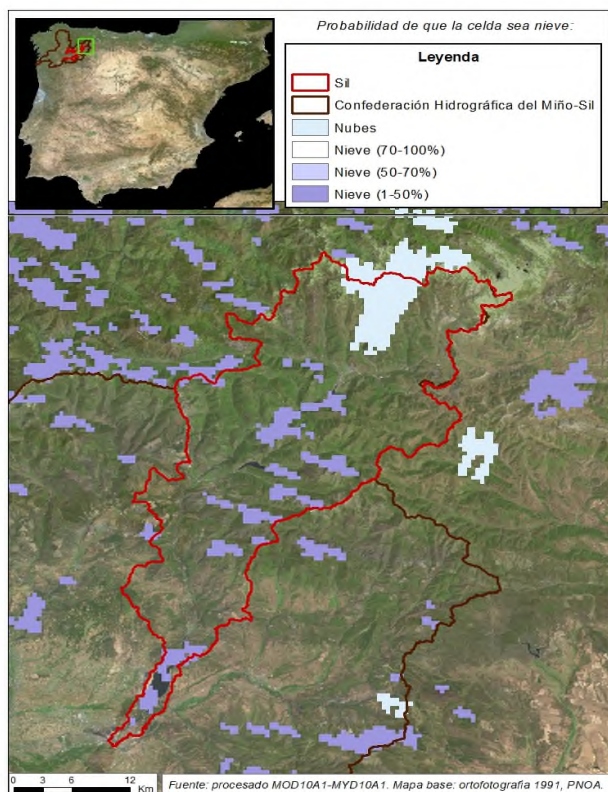 Probabilidad de que la celda sea nieve:
Leyenda
Sil
Confederación Hidrográfica del Miño-Sil
Nubes
Nieve (70-100%)
Nieve (50-70%)
Nieve (1-50%)
0 3 6 12
Km
Fuente: procesado MOD10A1-MYD10A1. Mapa base: ortofotografía 1991, PNOA.